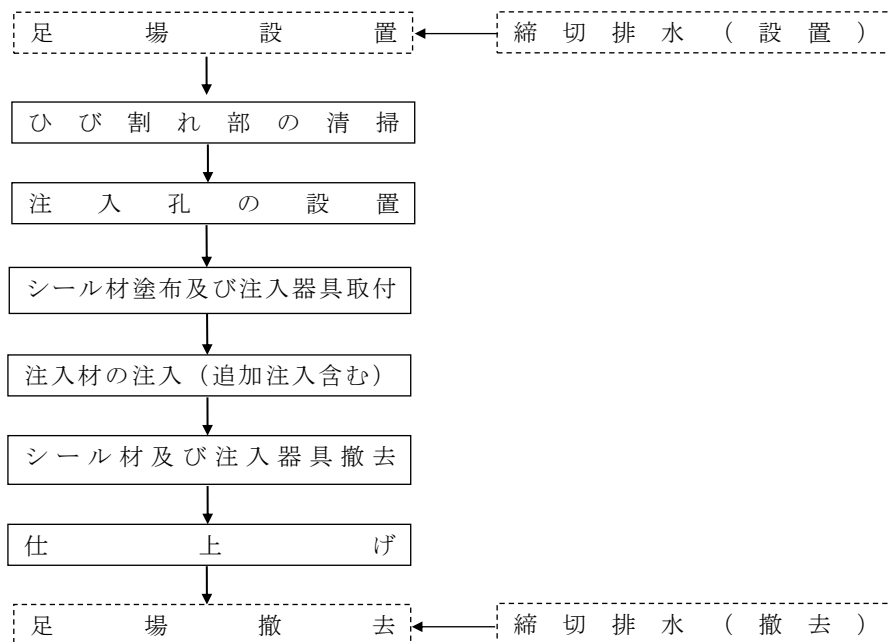 足場設置
締切排水（設置）
ひび割れ部の清掃
注入孔の設置
シール材塗布及び注入器具取付
注入材の注入（追加注入含む）
シール材及び注入器具撤去
仕上げ
足場撤去
締切排水（撤去）